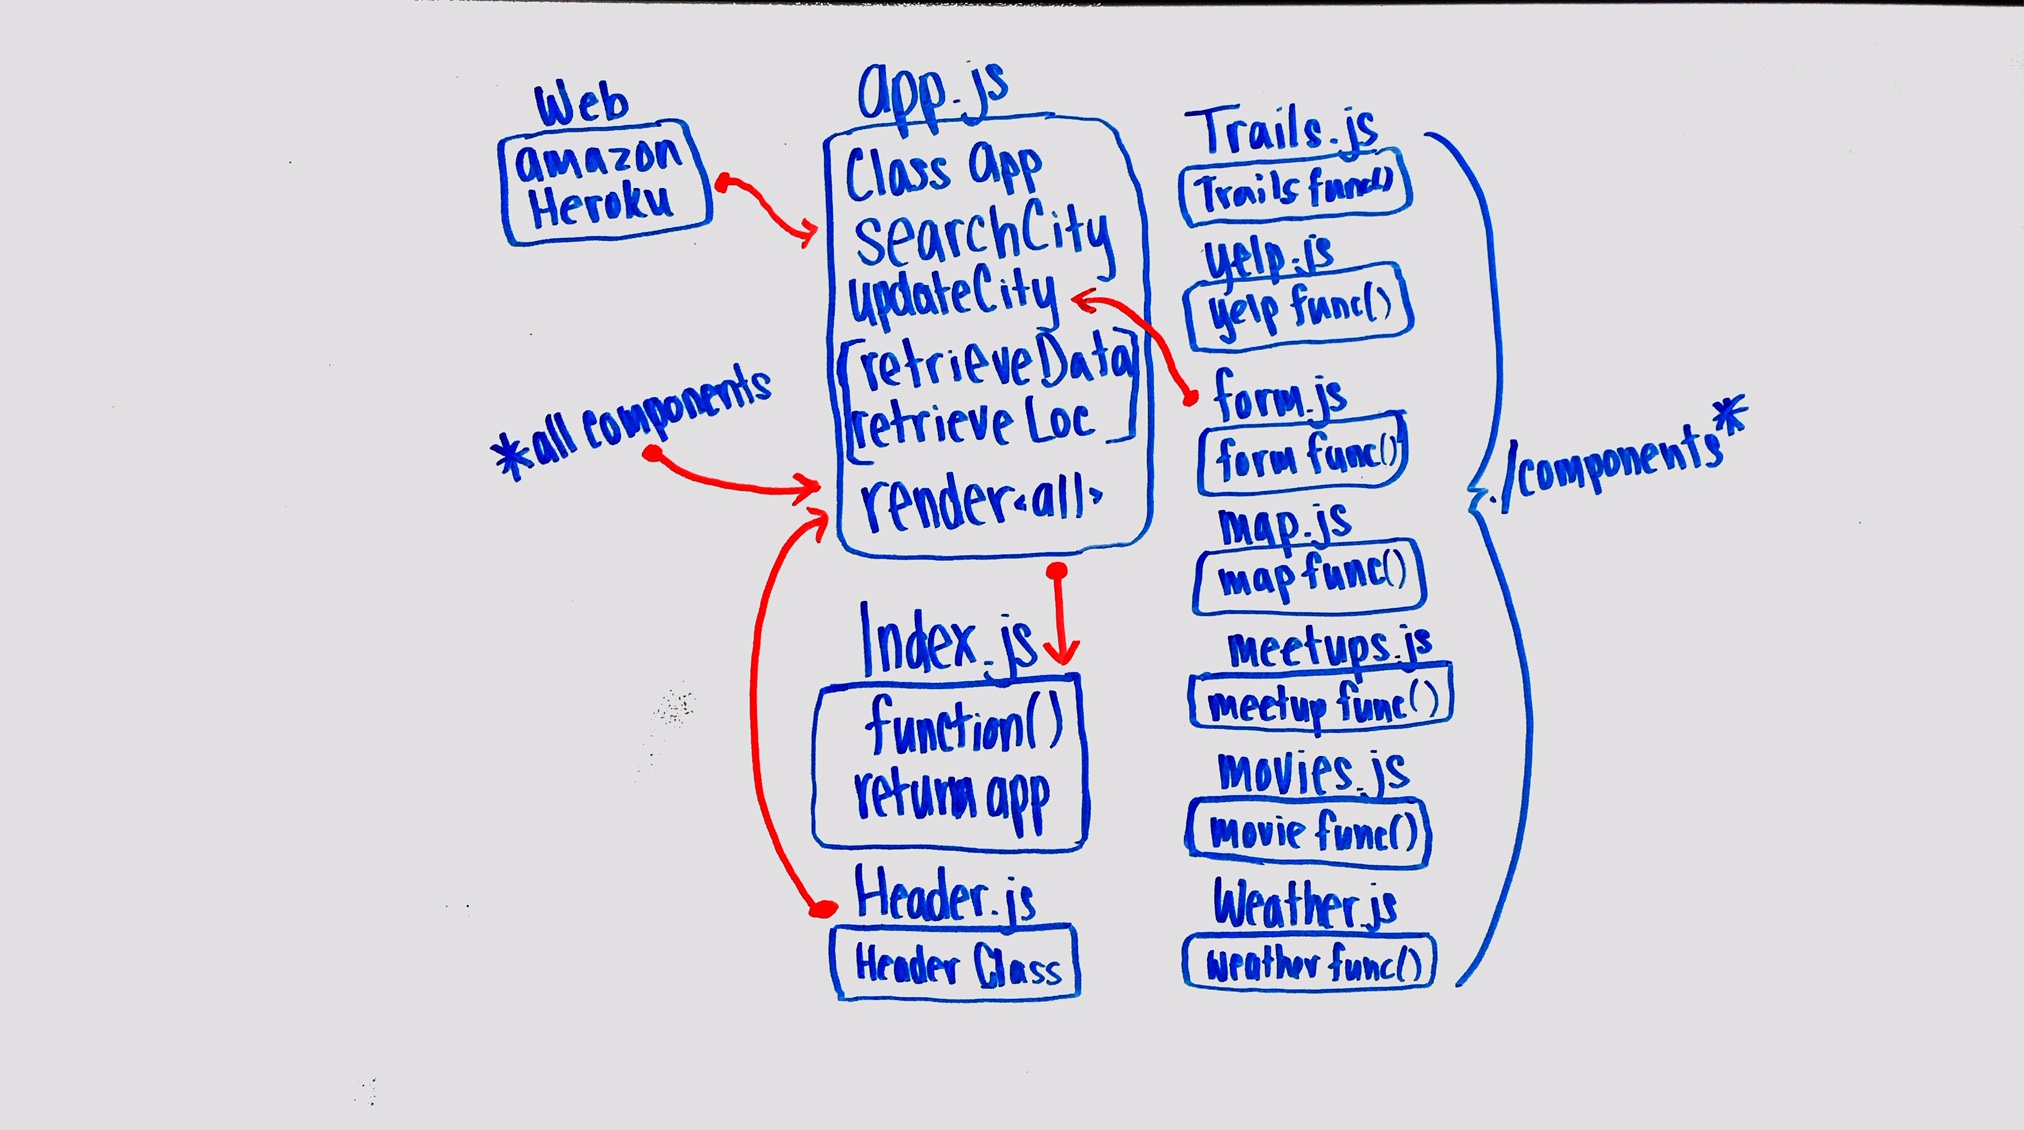 Web
amazon
Heroku
*all components
app.js
Class app
searchCity
updateCity
[retrieveData
retrieve Loc]
render<all>
Index.js
function()
return app
Header.js
Header Class
Trails.js
Trails func()
yelp.js
yelp func()
form.js
form func()
map.js
map func()
meetups.js
meetup func()
movies.js
movie func()
Weather.js
weather func()
./components*